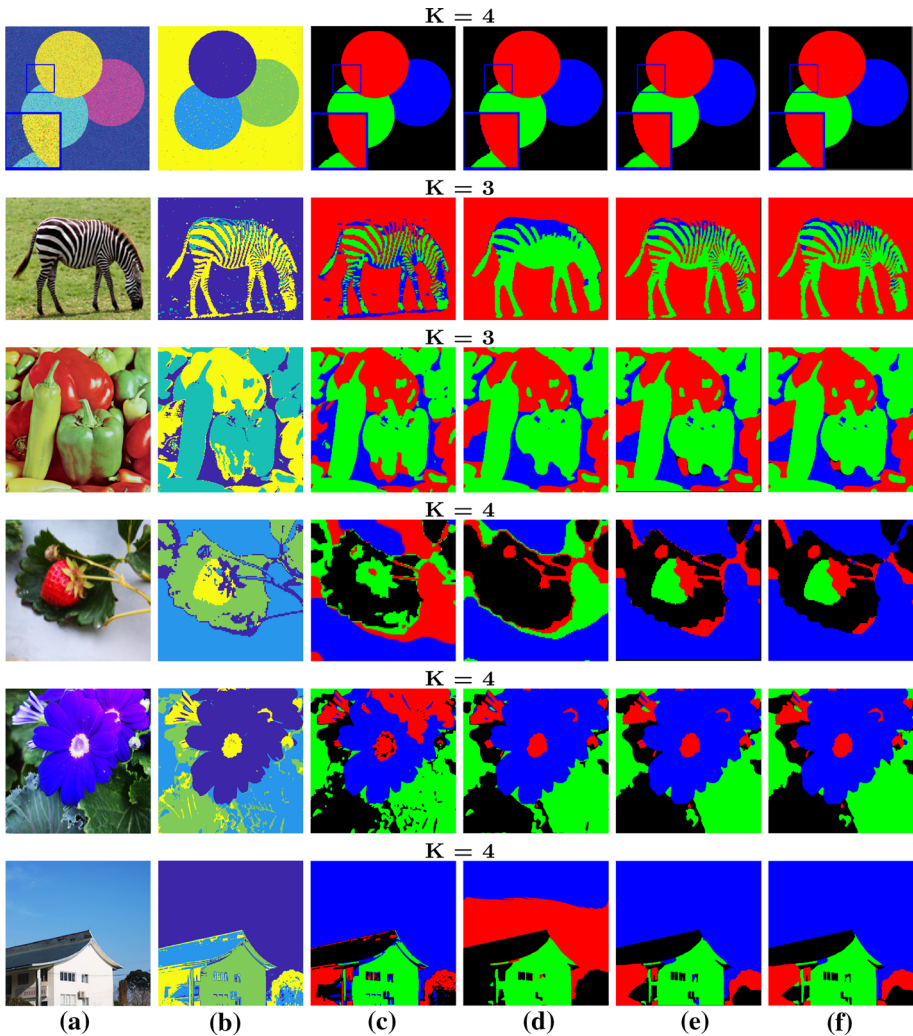 K = 4
K = 3
K = 3
K = 4
K = 4
K = 4
(a) (b) (c) (d) (e) (f)